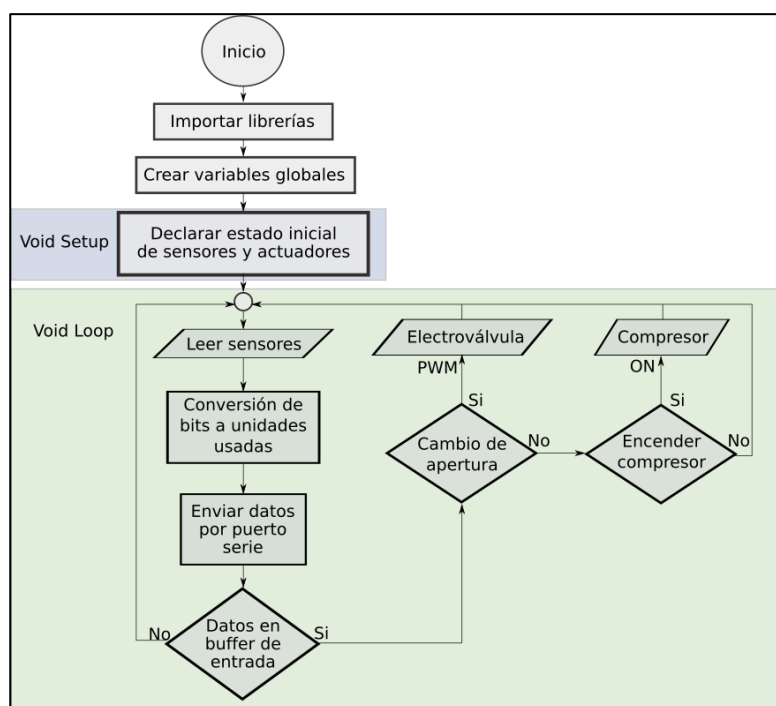 Inicio
Importar librerías
Crear variables globales
Void Setup
Declarar estado inicial
de sensores y actuadores
Void Loop
Leer sensores
Electroválvula
Compresor
PWM
ON
Conversión de
bits a unidades
usadas
Si
Si
Cambio de
apertura
No
Encender
compresor
No
Enviar datos
por puerto
serie
No
Datos en
buffer de
entrada
Si